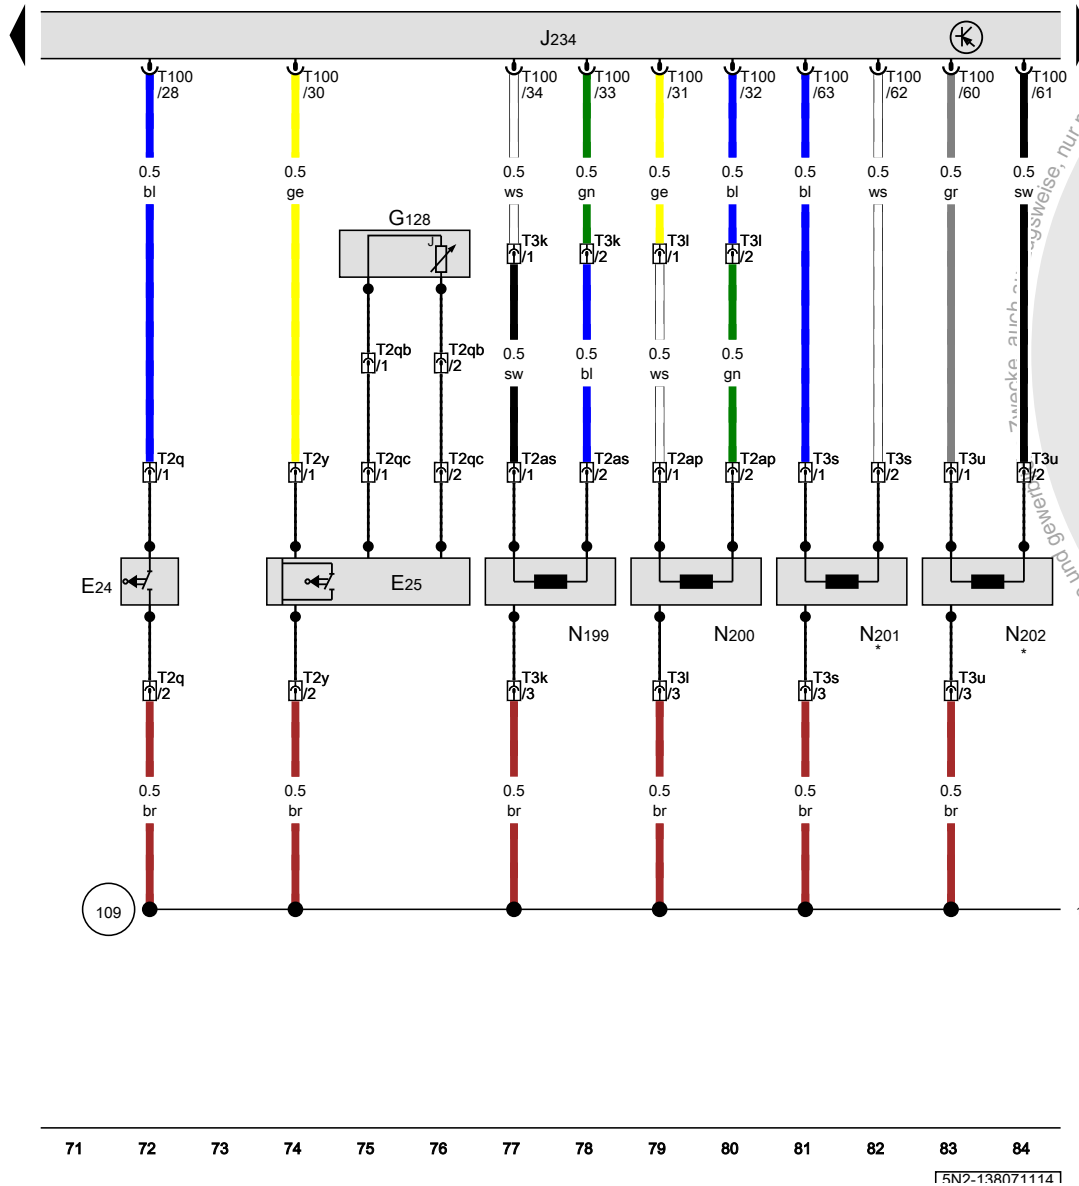 J234
T100 T100 T100 T100 T100 T100 T100 T100 T100 T100
/28 /30 /34 /33 /31 /32 /63 /62 /60 /61
0.5 0.5 0.5 0.5 0.5 0.5 0.5 0.5 0.5 0.5
bl ge ws gn ge bl bl ws gr sw
G128
J
T3k T3k T3l T3l
/1 /2 /1 /2
T2qb T2qb
/1 /2
0.5 0.5 0.5 0.5
sw bl ws gn
T2q T2y T2qc T2qc T2as T2as T2ap T2ap T3s T3s T3u T3u
/1 /1 /1 /2 /1 /2 /1 /2 /1 /2 /1 /2
E24 E25
N199 N200 N201 N202
* *
T2q T2y T3k T3l T3s T3u
/2 /2 /3 /3 /3 /3
0.5 0.5 0.5 0.5 0.5 0.5
br br br br br br
109
71 72 73 74 75 76 77 78 79 80 81 82 83 84
5N2-138071114
Zwecke, auch
weise, nur
und gewerb